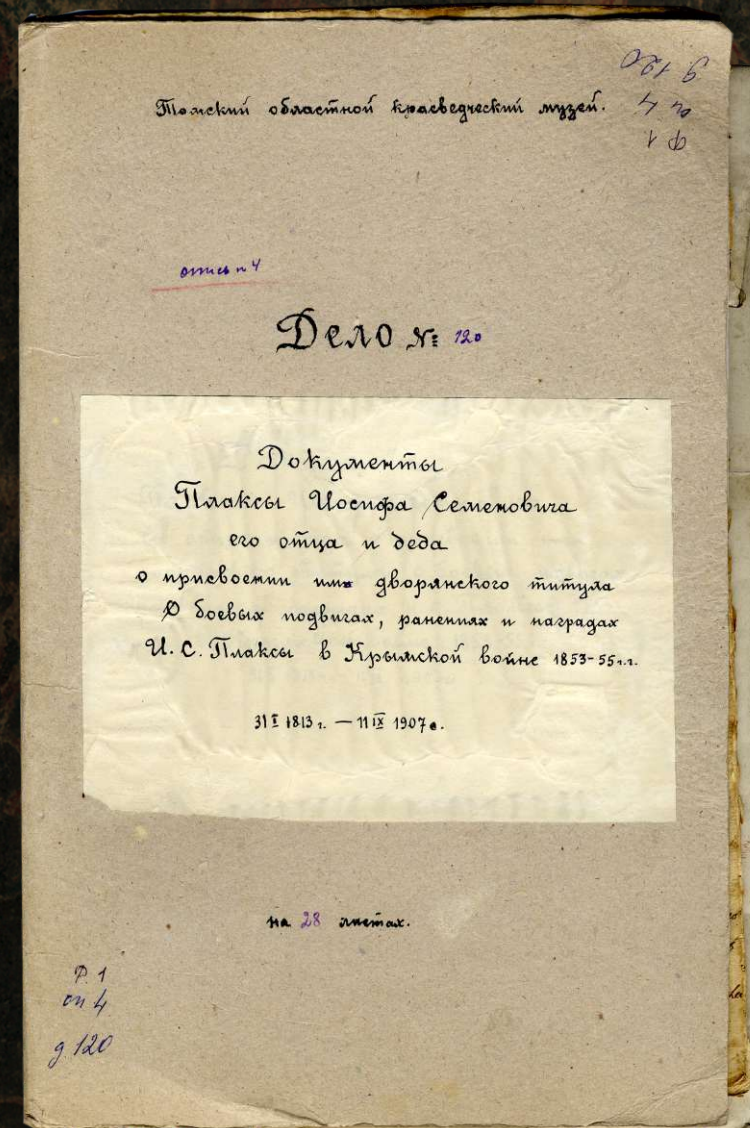 д 120
оп 4
ф 1
Томский областной краеведческий музей.
опись n 4
Дело № 120
Документы
Плаксы Иосифа Семеновича
его отца и деда
о присвоении им дворянского титула
О боевых подвигах, ранениях и наградах
И. С. Плаксы в Крымской войне 1853-55 г.г.
31 I 1813 г. — 11 IX 1907 г.
на 28 листах.
Ф. 1
оп 4
д 120